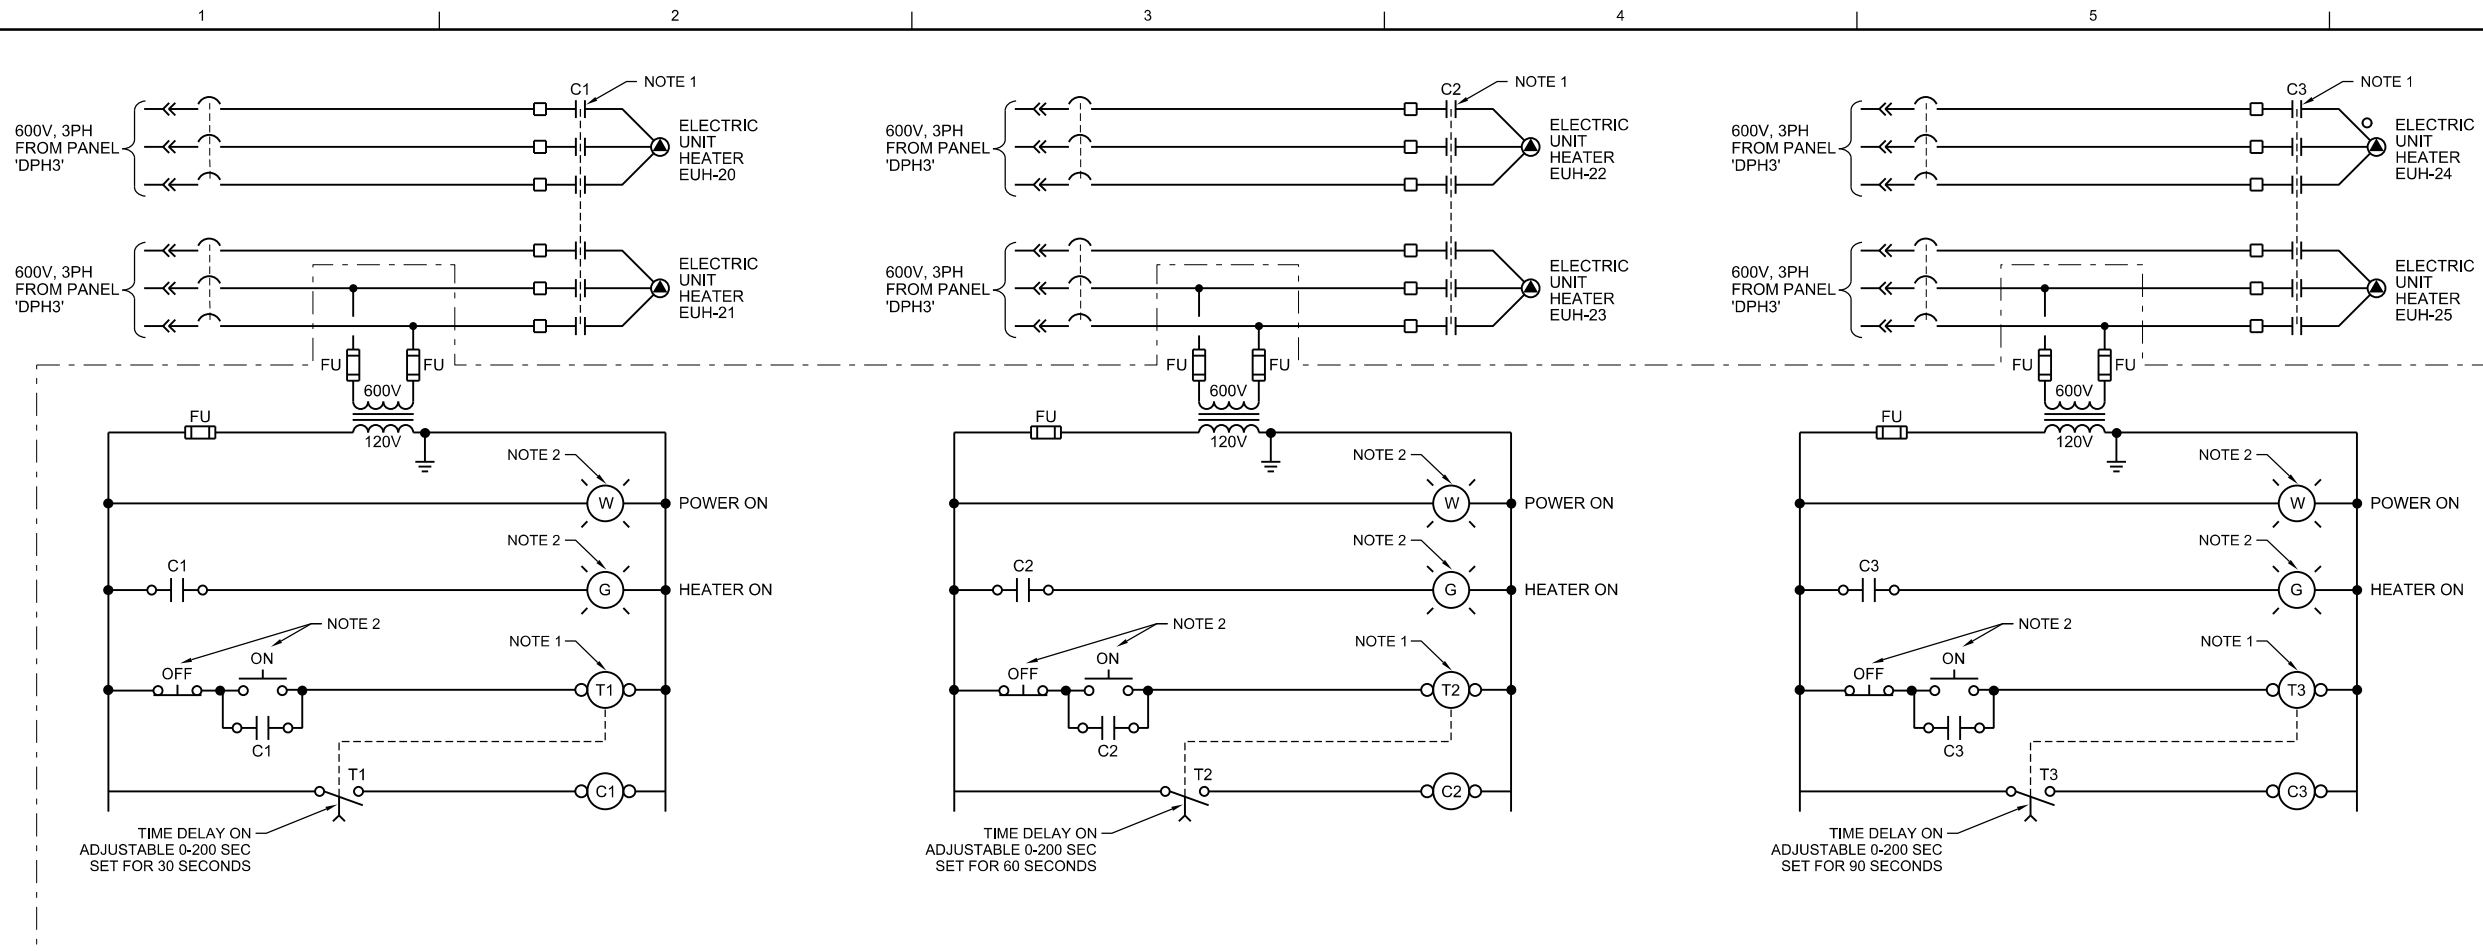 1 2 3 4 5
C1 NOTE 1
600V, 3PH
FROM PANEL
'DPH3'
ELECTRIC
UNIT
HEATER
EUH-20
600V, 3PH
FROM PANEL
'DPH3'
ELECTRIC
UNIT
HEATER
EUH-21
FU FU
600V
120V
FU
NOTE 2
W POWER ON
NOTE 2
C1 G HEATER ON
NOTE 2
OFF ON
NOTE 1
T1
C1
T1 C1
TIME DELAY ON
ADJUSTABLE 0-200 SEC
SET FOR 30 SECONDS
C2 NOTE 1
600V, 3PH
FROM PANEL
'DPH3'
ELECTRIC
UNIT
HEATER
EUH-22
600V, 3PH
FROM PANEL
'DPH3'
ELECTRIC
UNIT
HEATER
EUH-23
FU FU
600V
120V
FU
NOTE 2
W POWER ON
NOTE 2
C2 G HEATER ON
NOTE 2
OFF ON
NOTE 1
T2
C2
T2 C2
TIME DELAY ON
ADJUSTABLE 0-200 SEC
SET FOR 60 SECONDS
C3 NOTE 1
600V, 3PH
FROM PANEL
'DPH3'
ELECTRIC
UNIT
HEATER
EUH-24
600V, 3PH
FROM PANEL
'DPH3'
ELECTRIC
UNIT
HEATER
EUH-25
FU FU
600V
120V
FU
NOTE 2
W POWER ON
NOTE 2
C3 G HEATER ON
NOTE 2
OFF ON
NOTE 1
T3
C3
T3 C3
TIME DELAY ON
ADJUSTABLE 0-200 SEC
SET FOR 90 SECONDS